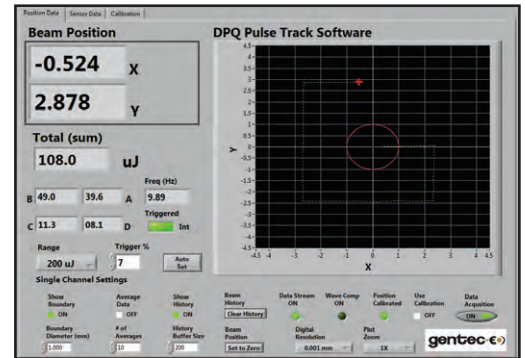 Position Data Sensor Data Calibration
Beam Position
DPQ Pulse Track Software
-0.524 X
2.878 Y
Total (sum)
108.0 uJ
Freq (Hz)
B 49.0 39.6 A 9.89
Triggered
C 11.3 08.1 D Int
Range Trigger %
200 uJ 7 Auto Set
Single Channel Settings
Show Boundary Average Data Show History
ON OFF ON
Boundary Diameter (mm) # of Averages History Buffer Size
1.000 10 200
Y
4.5
4
3.5
3
2.5
2
1.5
1
0.5
0
-0.5
-1
-1.5
-2
-2.5
-3
-3.5
-4
-4.5
-4.5 -4 -3 -2 -1 0 1 2 3 4 4.5
X
Beam History Data Stream ON Wave Comp ON Position Calibrated Use Calibration Data Acquisition
Clear History OFF ON
Beam Position Digital Resolution Plot Zoom
Set to Zero 0.001 mm 1X
gentec-eo